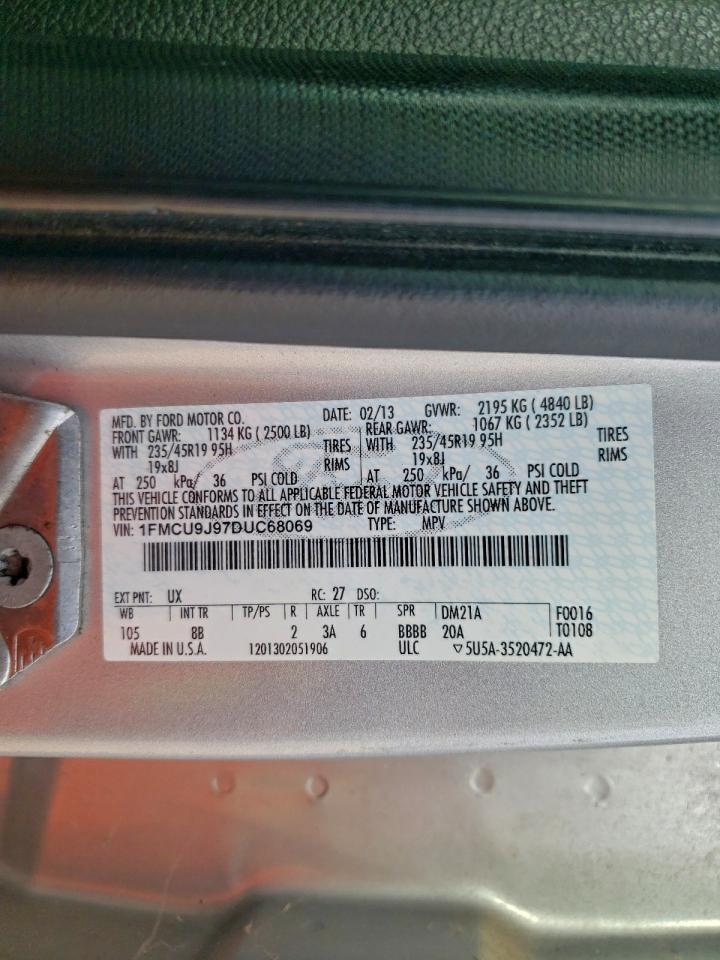 MFD. BY FORD MOTOR CO. DATE: 02/13 GVWR: 2195 KG ( 4840 LB)
FRONT GAWR: 1134 KG ( 2500 LB) REAR GAWR: 1067 KG ( 2352 LB)
WITH 235/45R19 95H TIRES WITH 235/45R19 95H TIRES
19x8J RIMS 19x8J RIMS
AT 250 kPa/ 36 PSI COLD AT 250 kPa/ 36 PSI COLD
THIS VEHICLE CONFORMS TO ALL APPLICABLE FEDERAL MOTOR VEHICLE SAFETY AND THEFT
PREVENTION STANDARDS IN EFFECT ON THE DATE OF MANUFACTURE SHOWN ABOVE.
VIN: 1FMCU9J97DUC68069 TYPE: MPV
EXT PNT: UX RC: 27 DSO:
WB INT TR TP/PS R AXLE TR SPR DM21A F0016
105 8B 2 3A 6 BBBB 20A T0108
MADE IN U.S.A. 1201302051906 ULC ▽5U5A-3520472-AA